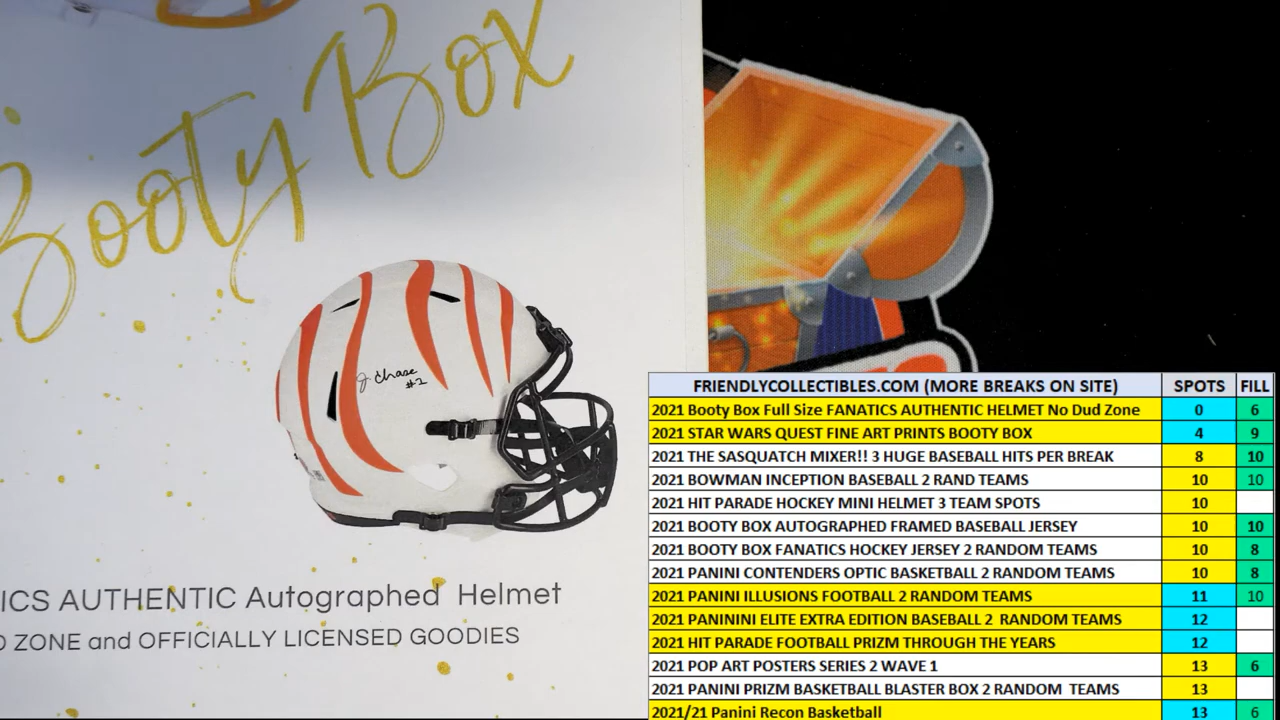 Booty Box
J Chase
#1
ICS AUTHENTIC Autographed Helmet
ZONE and OFFICIALLY LICENSED GOODIES
FRIENDLYCOLLECTIBLES.COM (MORE BREAKS ON SITE) SPOTS FILL
2021 Booty Box Full Size FANATICS AUTHENTIC HELMET No Dud Zone 0 6
2021 STAR WARS QUEST FINE ART PRINTS BOOTY BOX 4 9
2021 THE SASQUATCH MIXER!! 3 HUGE BASEBALL HITS PER BREAK 8 10
2021 BOWMAN INCEPTION BASEBALL 2 RAND TEAMS 10 10
2021 HIT PARADE HOCKEY MINI HELMET 3 TEAM SPOTS 10
2021 BOOTY BOX AUTOGRAPHED FRAMED BASEBALL JERSEY 10 10
2021 BOOTY BOX FANATICS HOCKEY JERSEY 2 RANDOM TEAMS 10 8
2021 PANINI CONTENDERS OPTIC BASKETBALL 2 RANDOM TEAMS 10 8
2021 PANINI ILLUSIONS FOOTBALL 2 RANDOM TEAMS 11 10
2021 PANININI ELITE EXTRA EDITION BASEBALL 2 RANDOM TEAMS 12
2021 HIT PARADE FOOTBALL PRIZM THROUGH THE YEARS 12
2021 POP ART POSTERS SERIES 2 WAVE 1 13 6
2021 PANINI PRIZM BASKETBALL BLASTER BOX 2 RANDOM TEAMS 13
2021/21 Panini Recon Basketball 13 6